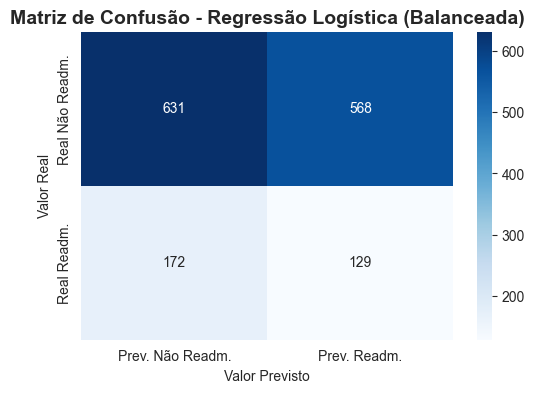 Matriz de Confusão - Regressão Logística (Balanceada)
Valor Real
Real Não Readm.
Real Readm.
631
568
172
129
Prev. Não Readm.
Prev. Readm.
Valor Previsto
600
500
400
300
200